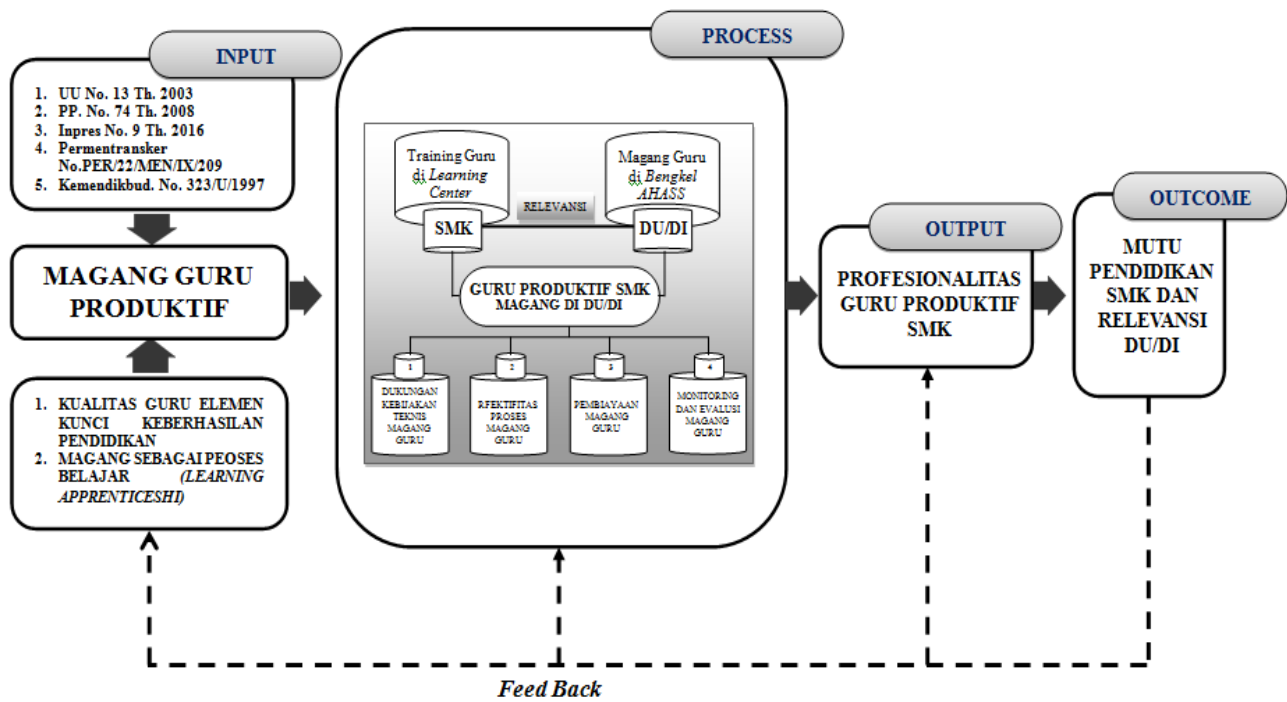 INPUT
1. UU No. 13 Th. 2003
2. PP. No. 74 Th. 2008
3. Inpres No. 9 Th. 2016
4. Permentransker
No.PER/22/MEN/IX/209
5. Kemendikbud. No. 323/U/1997
MAGANG GURU
PRODUKTIF
1. KUALITAS GURU ELEMEN
KUNCI KEBERHASILAN
PENDIDIKAN
2. MAGANG SEBAGAI PEOSES
BELAJAR (LEARNING
APPRENTICESHI)
PROCESS
Training Guru
di Learning
Center
SMK
RELEVANSI
Magang Guru
di Bengkel
AHASS
DU/DI
GURU PRODUKTIF SMK
MAGANG DI DU/DI
1
DUKUNGAN
KEBIJAKAN
TEKNIS
MAGANG
GURU
2
RFEKTIFITAS
PROSES
MAGANG
GURU
3
PEMBIAYAAN
MAGANG
GURU
4
MONITORING
DAN EVALUSI
MAGANG
GURU
OUTPUT
PROFESIONALITAS
GURU PRODUKTIF
SMK
OUTCOME
MUTU
PENDIDIKAN
SMK DAN
RELEVANSI
DU/DI
Feed Back